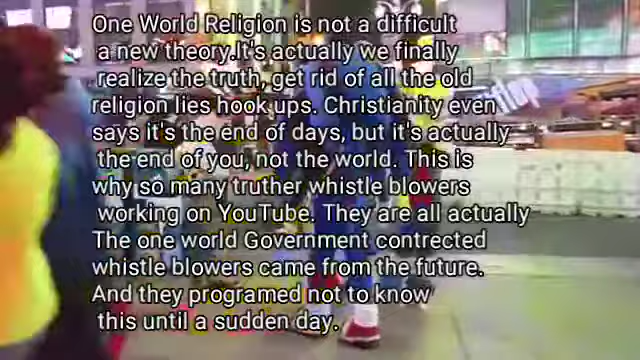 One World Religion is not a difficult
a new theory.It's actually we finally
realize the truth, get rid of all the old
religion lies hook ups. Christianity even
says it's the end of days, but it's actually
the end of you, not the world. This is
why so many truther whistle blowers
working on YouTube. They are all actually
The one world Government contrected
whistle blowers came from the future.
And they programed not to know
this until a sudden day.